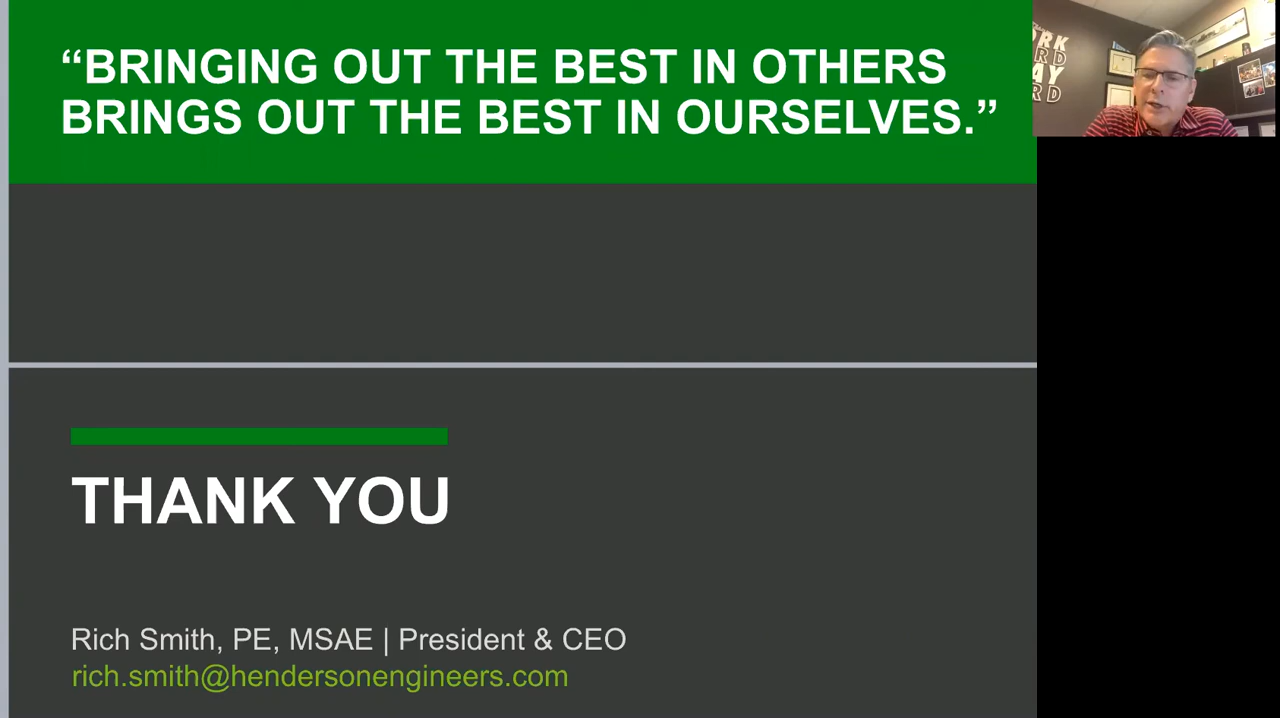 “BRINGING OUT THE BEST IN OTHERS
BRINGS OUT THE BEST IN OURSELVES.”
THANK YOU
Rich Smith, PE, MSAE | President & CEO
rich.smith@hendersonengineers.com